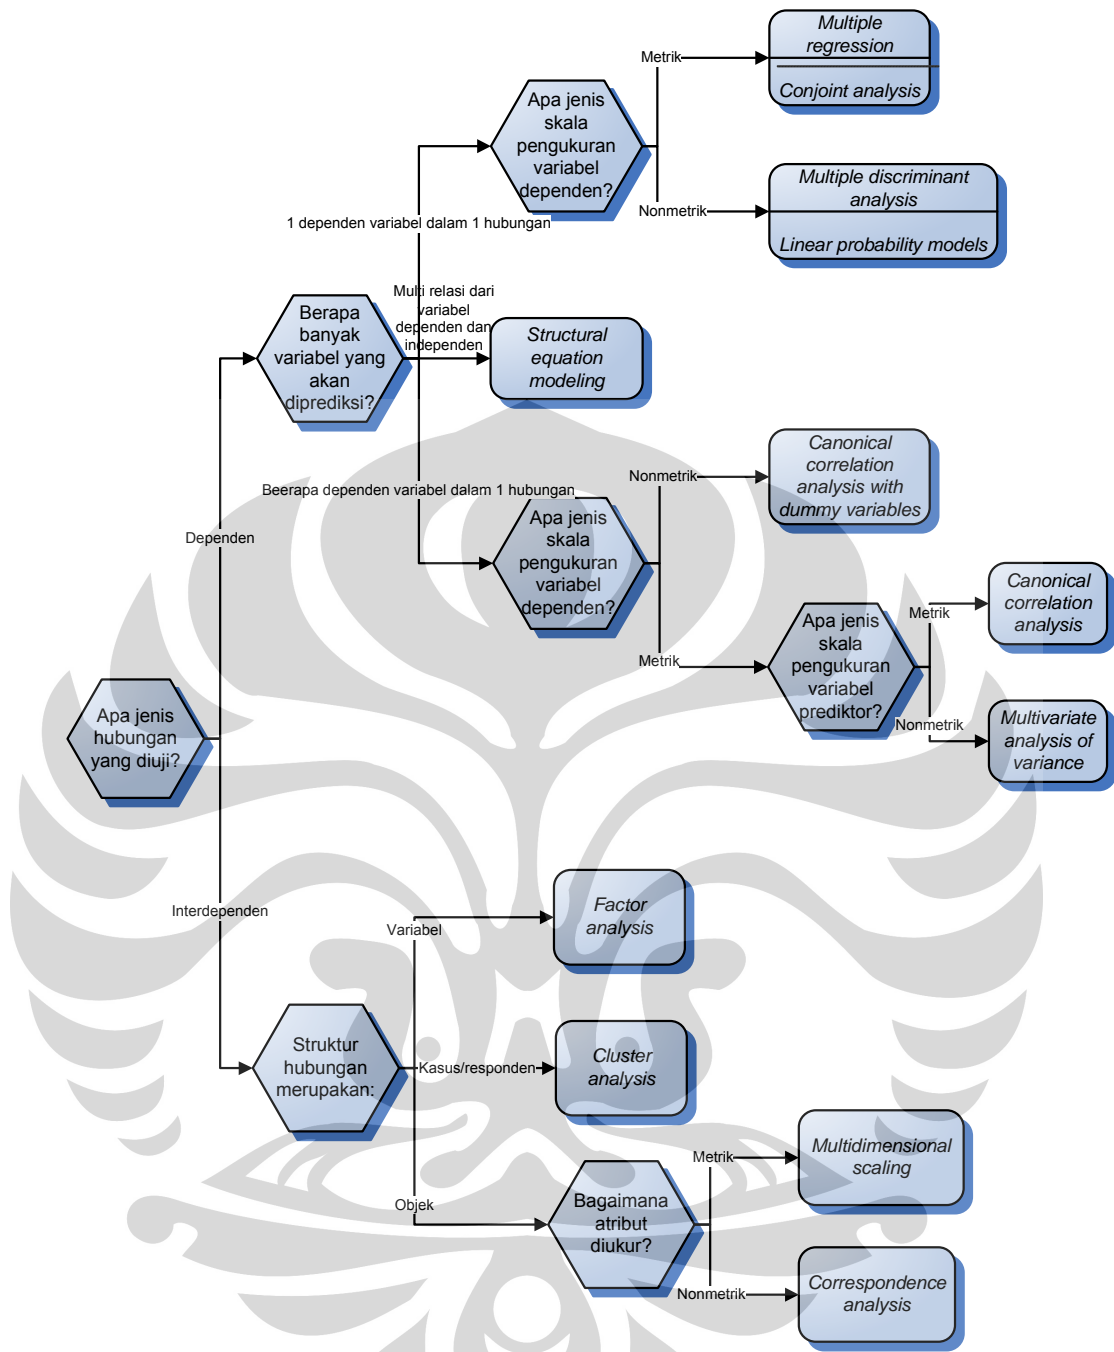 Multiple
regression
Conjoint analysis
Metrik
Apa jenis
skala
pengukuran
variabel
dependen?
Multiple discriminant
analysis
Linear probability models
Nonmetrik
1 dependen variabel dalam 1 hubungan
Multi relasi dari
variabel
dependen dan
independen
Berapa
banyak
variabel yang
akan
diprediksi?
Structural
equation
modeling
Canonical
correlation
analysis with
dummy variables
Nonmetrik
Beerapa dependen variabel dalam 1 hubungan
Apa jenis
skala
pengukuran
variabel
dependen?
Dependen
Canonical
correlation
analysis
Metrik
Apa jenis
skala
pengukuran
variabel
prediktor?
Metrik
Nonmetrik
Multivariate
analysis of
variance
Apa jenis
hubungan
yang diuji?
Interdependen
Variabel
Factor
analysis
Struktur
hubungan
merupakan:
Kasus/responden
Cluster
analysis
Objek
Bagaimana
atribut
diukur?
Metrik
Multidimensional
scaling
Nonmetrik
Correspondence
analysis